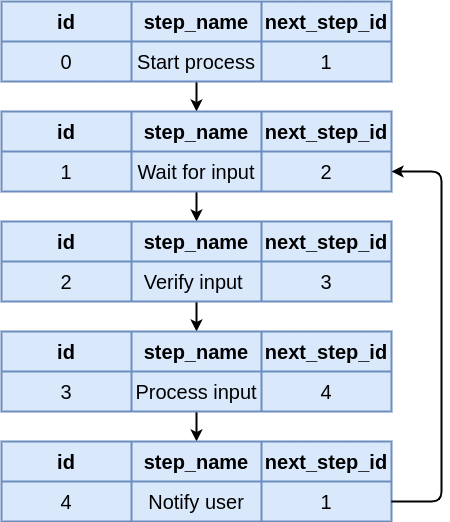 id step_name next_step_id
0 Start process 1
id step_name next_step_id
1 Wait for input 2
id step_name next_step_id
2 Verify input 3
id step_name next_step_id
3 Process input 4
id step_name next_step_id
4 Notify user 1